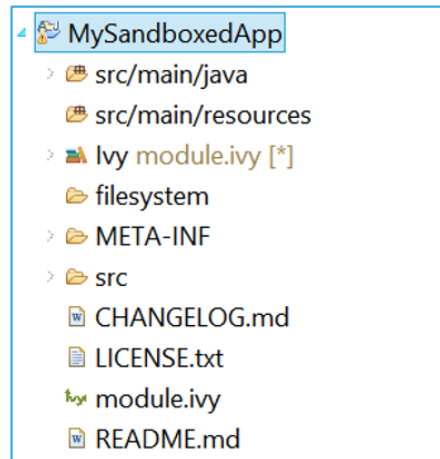 MySandboxedApp
src/main/java
src/main/resources
Ivy module.ivy [*]
filesystem
META-INF
src
CHANGELOG.md
LICENSE.txt
module.ivy
README.md